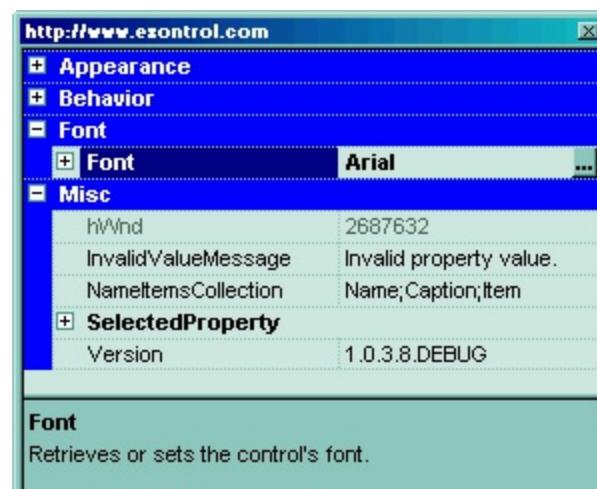 http://www.exontrol.com
Appearance
Behavior
Font
Font Arial ...
Misc
hWnd 2687632
InvalidValueMessage Invalid property value.
NameItemsCollection Name;Caption;Item
SelectedProperty
Version 1.0.3.8.DEBUG
Font
Retrieves or sets the control's font.